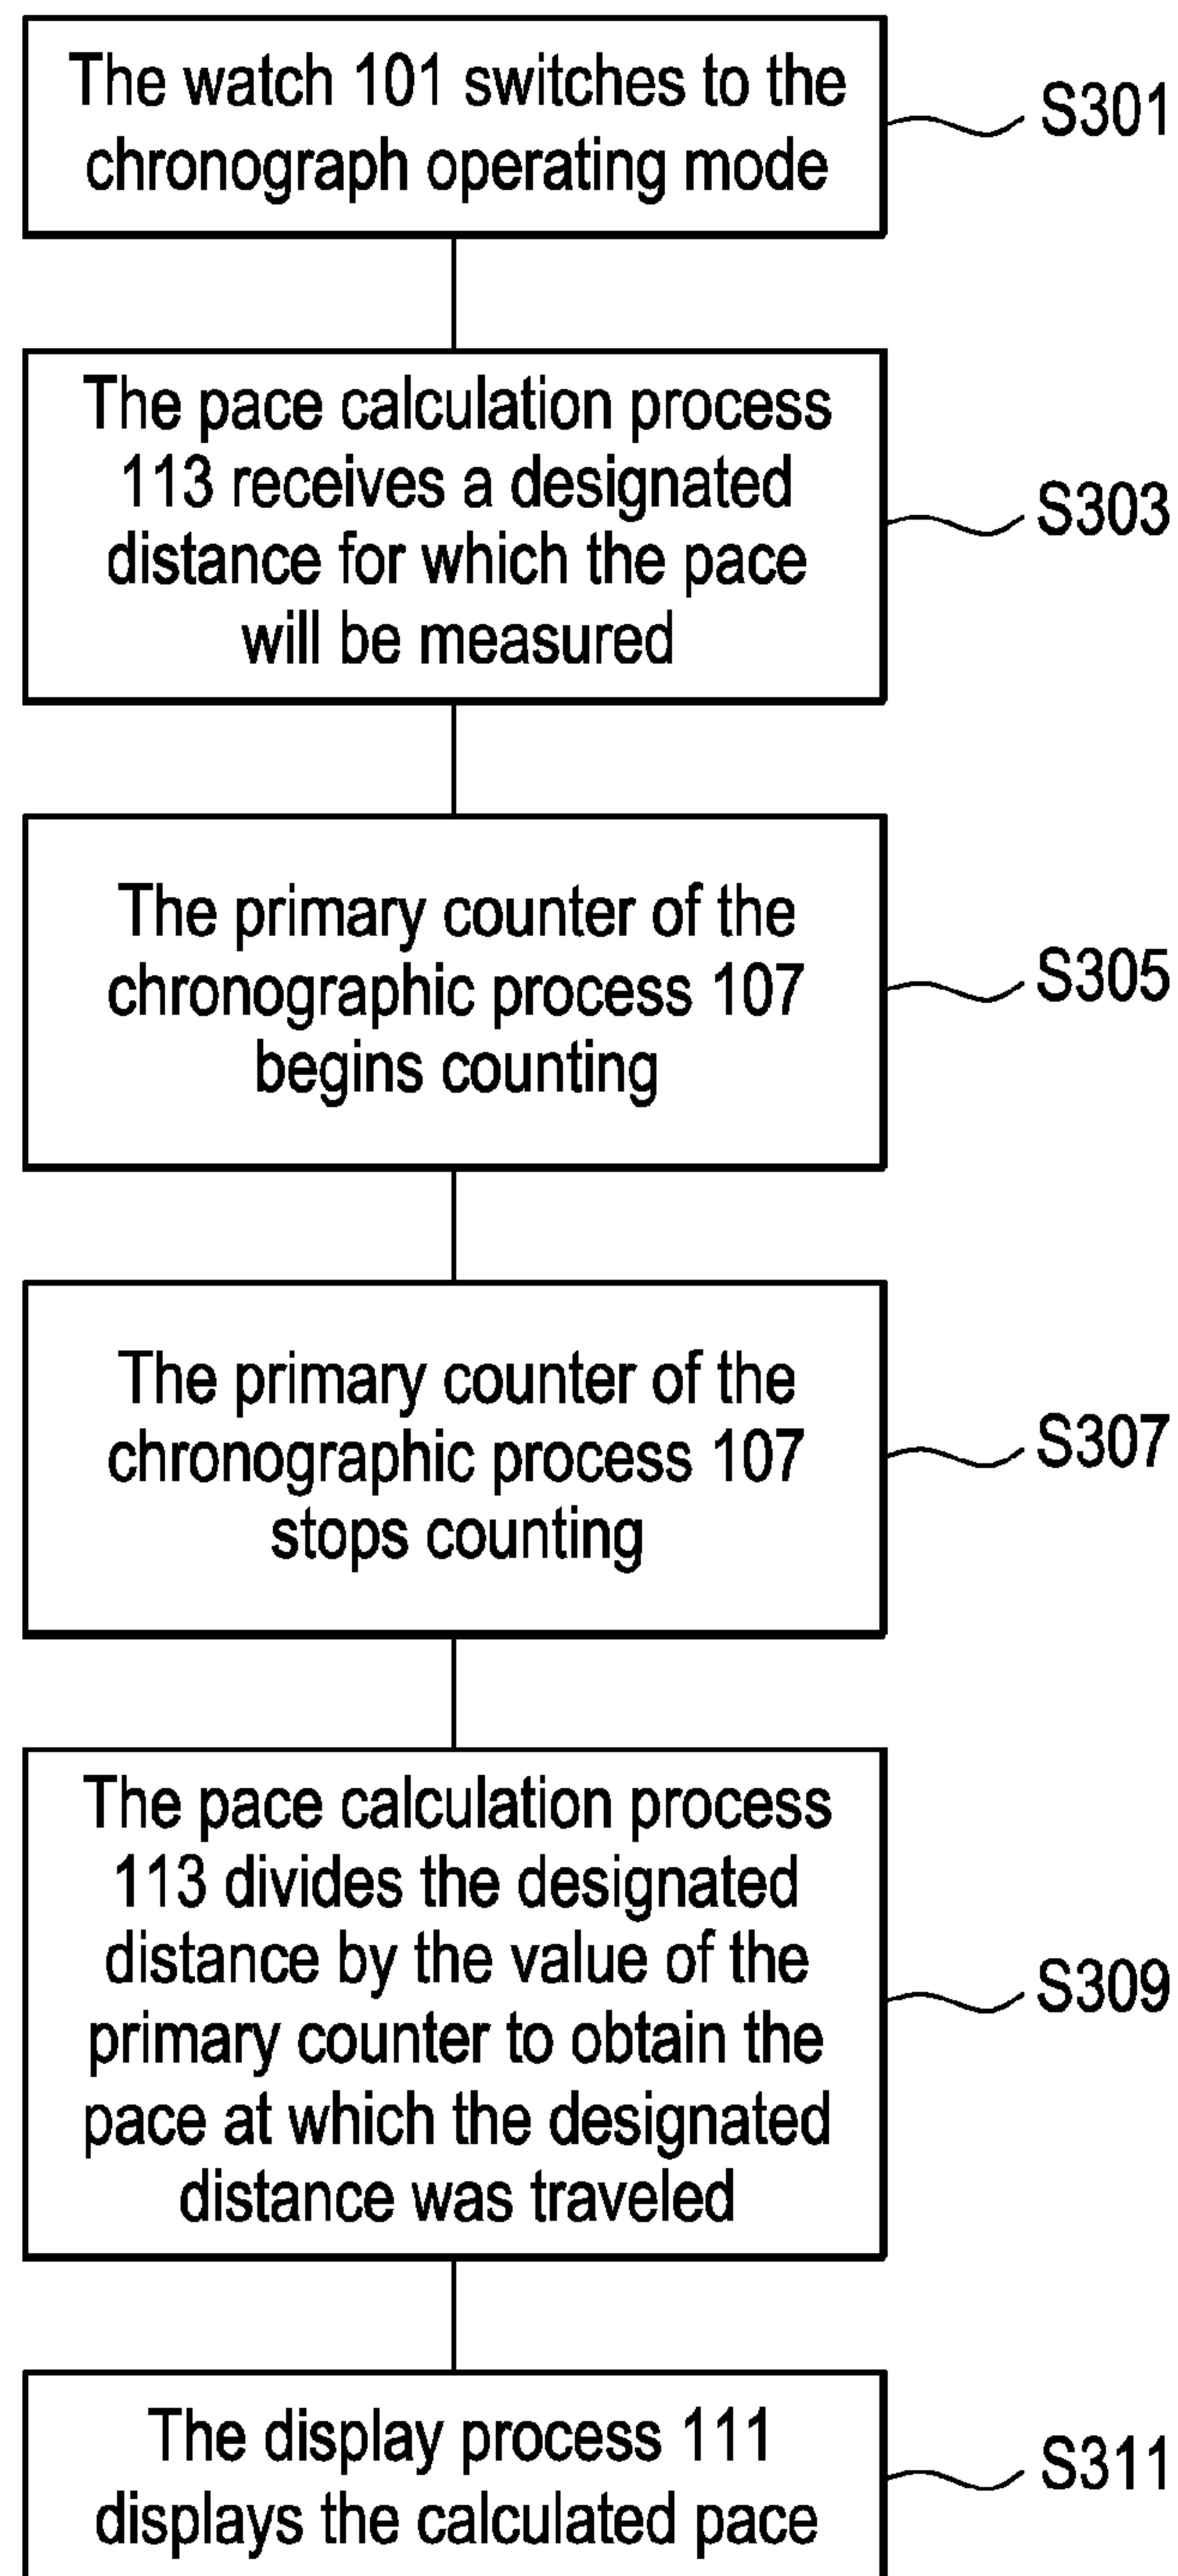 The watch 101 switches to the
chronograph operating mode
S301
The pace calculation process
113 receives a designated
distance for which the pace
will be measured
S303
The primary counter of the
chronographic process 107
begins counting
S305
The primary counter of the
chronographic process 107
stops counting
S307
The pace calculation process
113 divides the designated
distance by the value of the
primary counter to obtain the
pace at which the designated
distance was traveled
S309
The display process 111
displays the calculated pace
S311